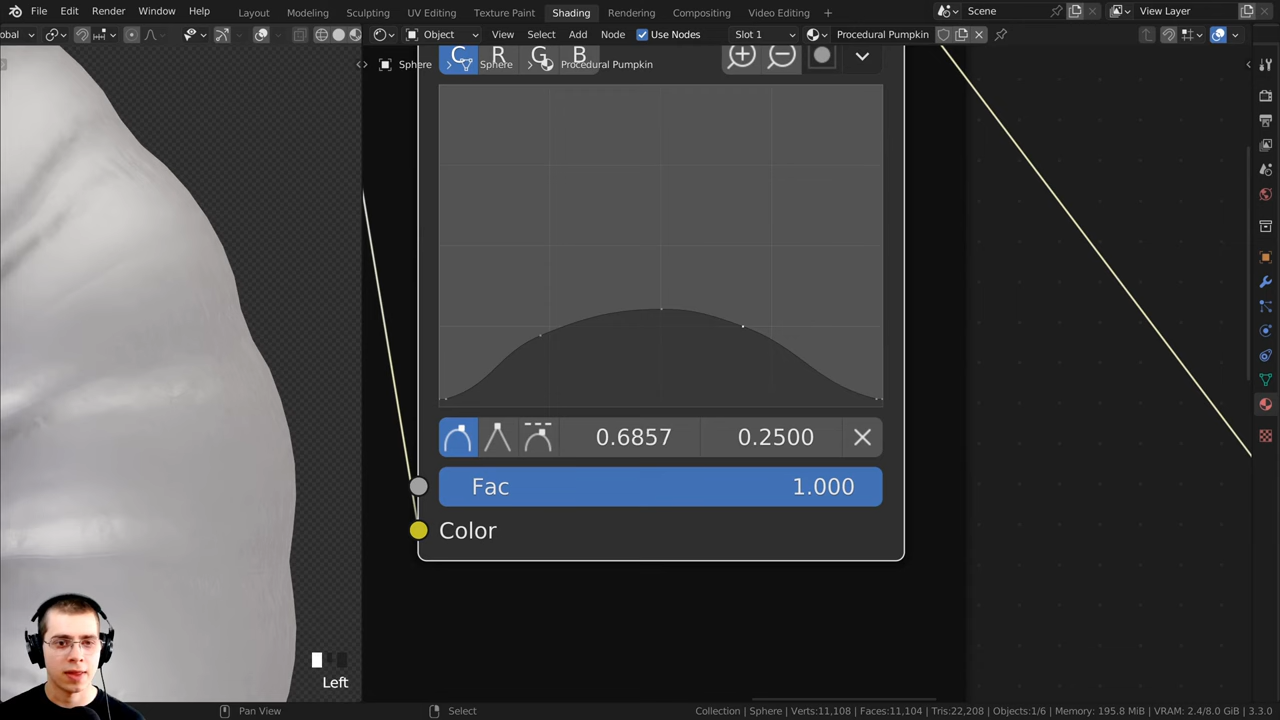 File Edit Render Window Help Layout Modeling Sculpting UV Editing Texture Paint Shading Rendering Compositing Video Editing + Scene View Layer
obal Object View Select Add Node Use Nodes Slot 1 Procedural Pumpkin
C R G B
Sphere > Sphere > Procedural Pumpkin
0.6857 0.2500
Fac 1.000
Color
Left
Pan View Select Collection | Sphere | Verts:11,108 | Faces:11,104 | Tris:22,208 | Objects:1/6 | Memory: 195.8 MiB | VRAM: 2.4/8.0 GiB | 3.3.0